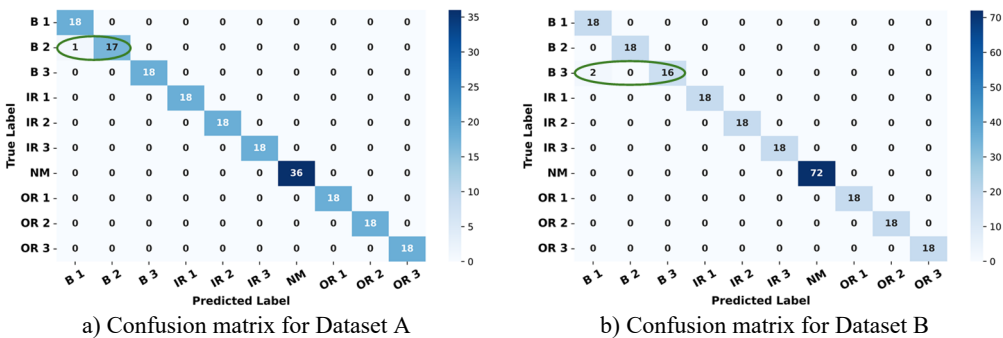 B 1 18 0 0 0 0 0 0 0 0 0
B 2 1 17 0 0 0 0 0 0 0 0
B 3 0 0 18 0 0 0 0 0 0 0
IR 1 0 0 0 18 0 0 0 0 0 0
IR 2 0 0 0 0 18 0 0 0 0 0
IR 3 0 0 0 0 0 18 0 0 0 0
NM 0 0 0 0 0 0 36 0 0 0
OR 1 0 0 0 0 0 0 0 18 0 0
OR 2 0 0 0 0 0 0 0 0 18 0
OR 3 0 0 0 0 0 0 0 0 0 18
True Label
B 1 B 2 B 3 IR 1 IR 2 IR 3 NM OR 1 OR 2 OR 3
Predicted Label
35
30
25
20
15
10
5
0
a) Confusion matrix for Dataset A
B 1 18 0 0 0 0 0 0 0 0 0
B 2 0 18 0 0 0 0 0 0 0 0
B 3 2 0 16 0 0 0 0 0 0 0
IR 1 0 0 0 18 0 0 0 0 0 0
IR 2 0 0 0 0 18 0 0 0 0 0
IR 3 0 0 0 0 0 18 0 0 0 0
NM 0 0 0 0 0 0 72 0 0 0
OR 1 0 0 0 0 0 0 0 18 0 0
OR 2 0 0 0 0 0 0 0 0 18 0
OR 3 0 0 0 0 0 0 0 0 0 18
True Label
B 1 B 2 B 3 IR 1 IR 2 IR 3 NM OR 1 OR 2 OR 3
Predicted Label
70
60
50
40
30
20
10
0
b) Confusion matrix for Dataset B